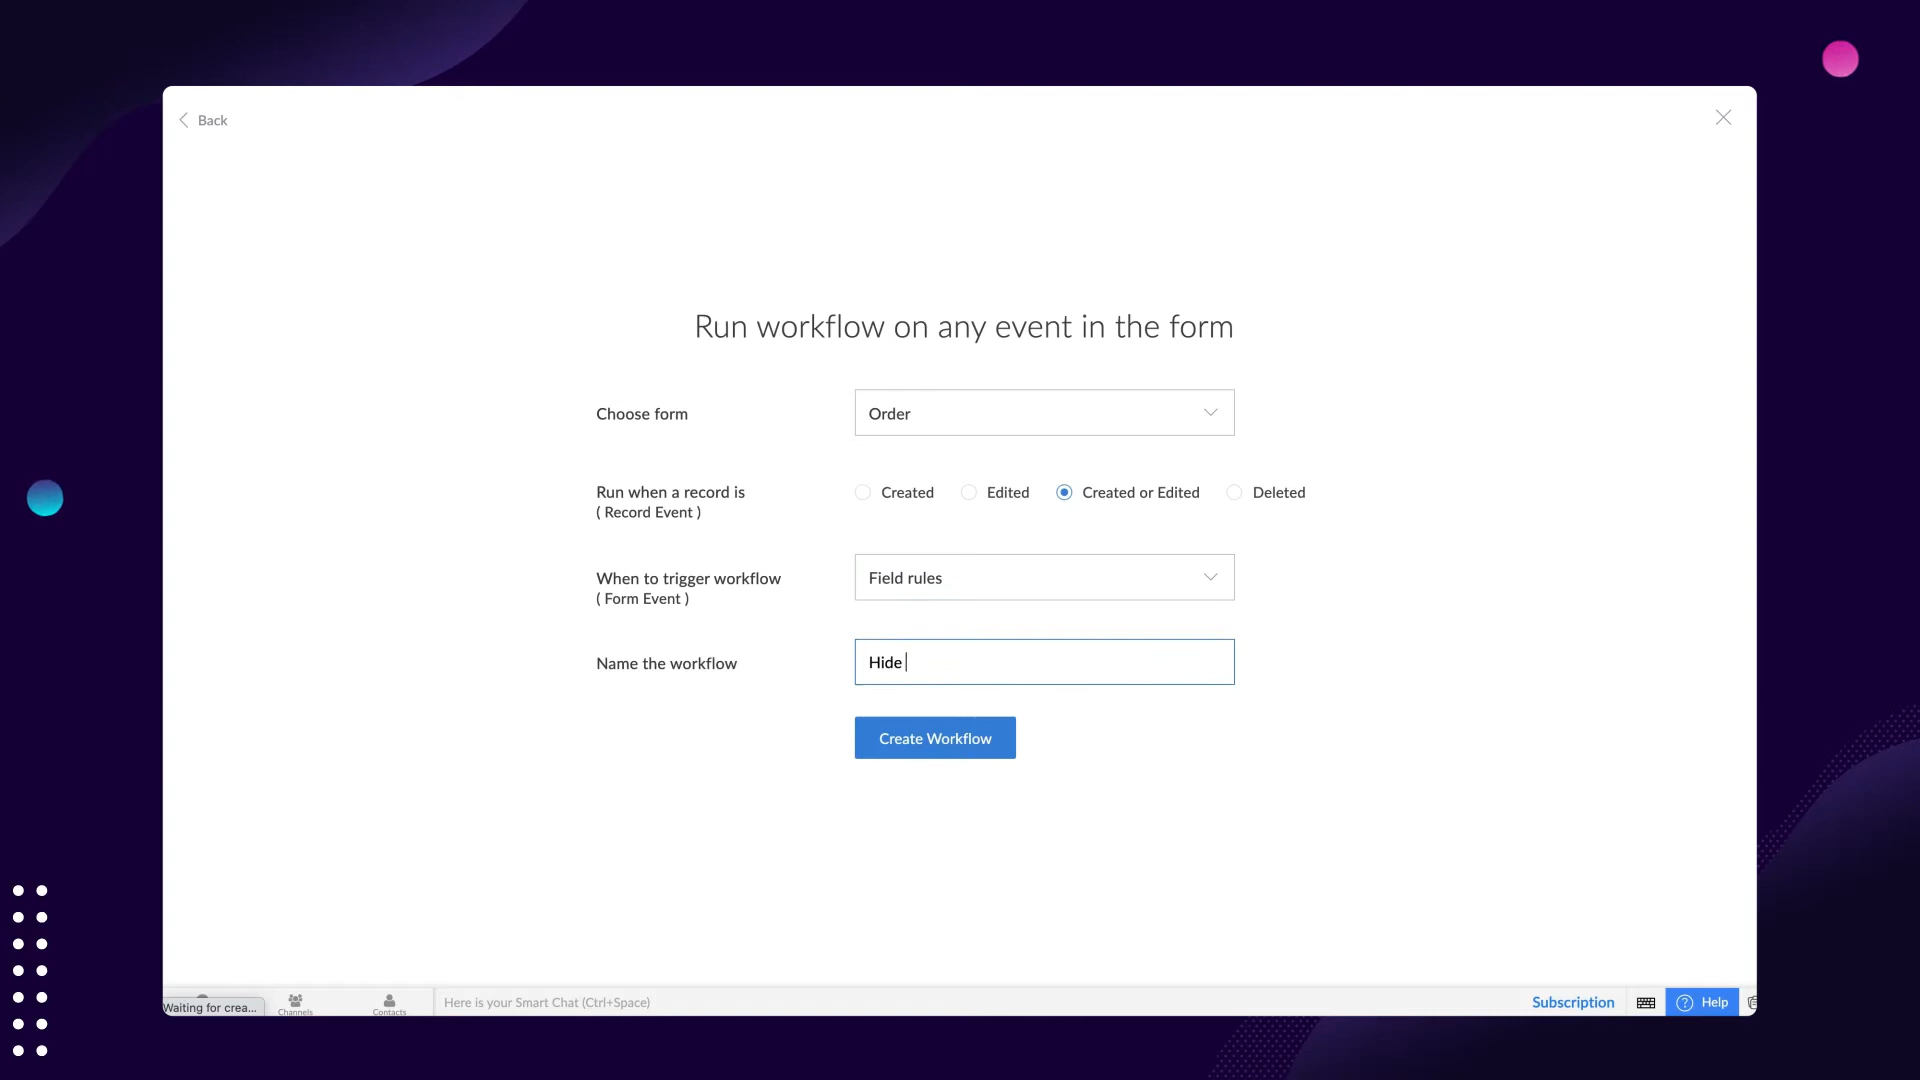 Back
Run workflow on any event in the form
Choose form
Order
Run when a record is
( Record Event )
Created
Edited
Created or Edited
Deleted
When to trigger workflow
( Form Event )
Field rules
Name the workflow
Hide
Create Workflow
Waiting for crea...
Channels
Contacts
Here is your Smart Chat (Ctrl+Space)
Subscription
? Help